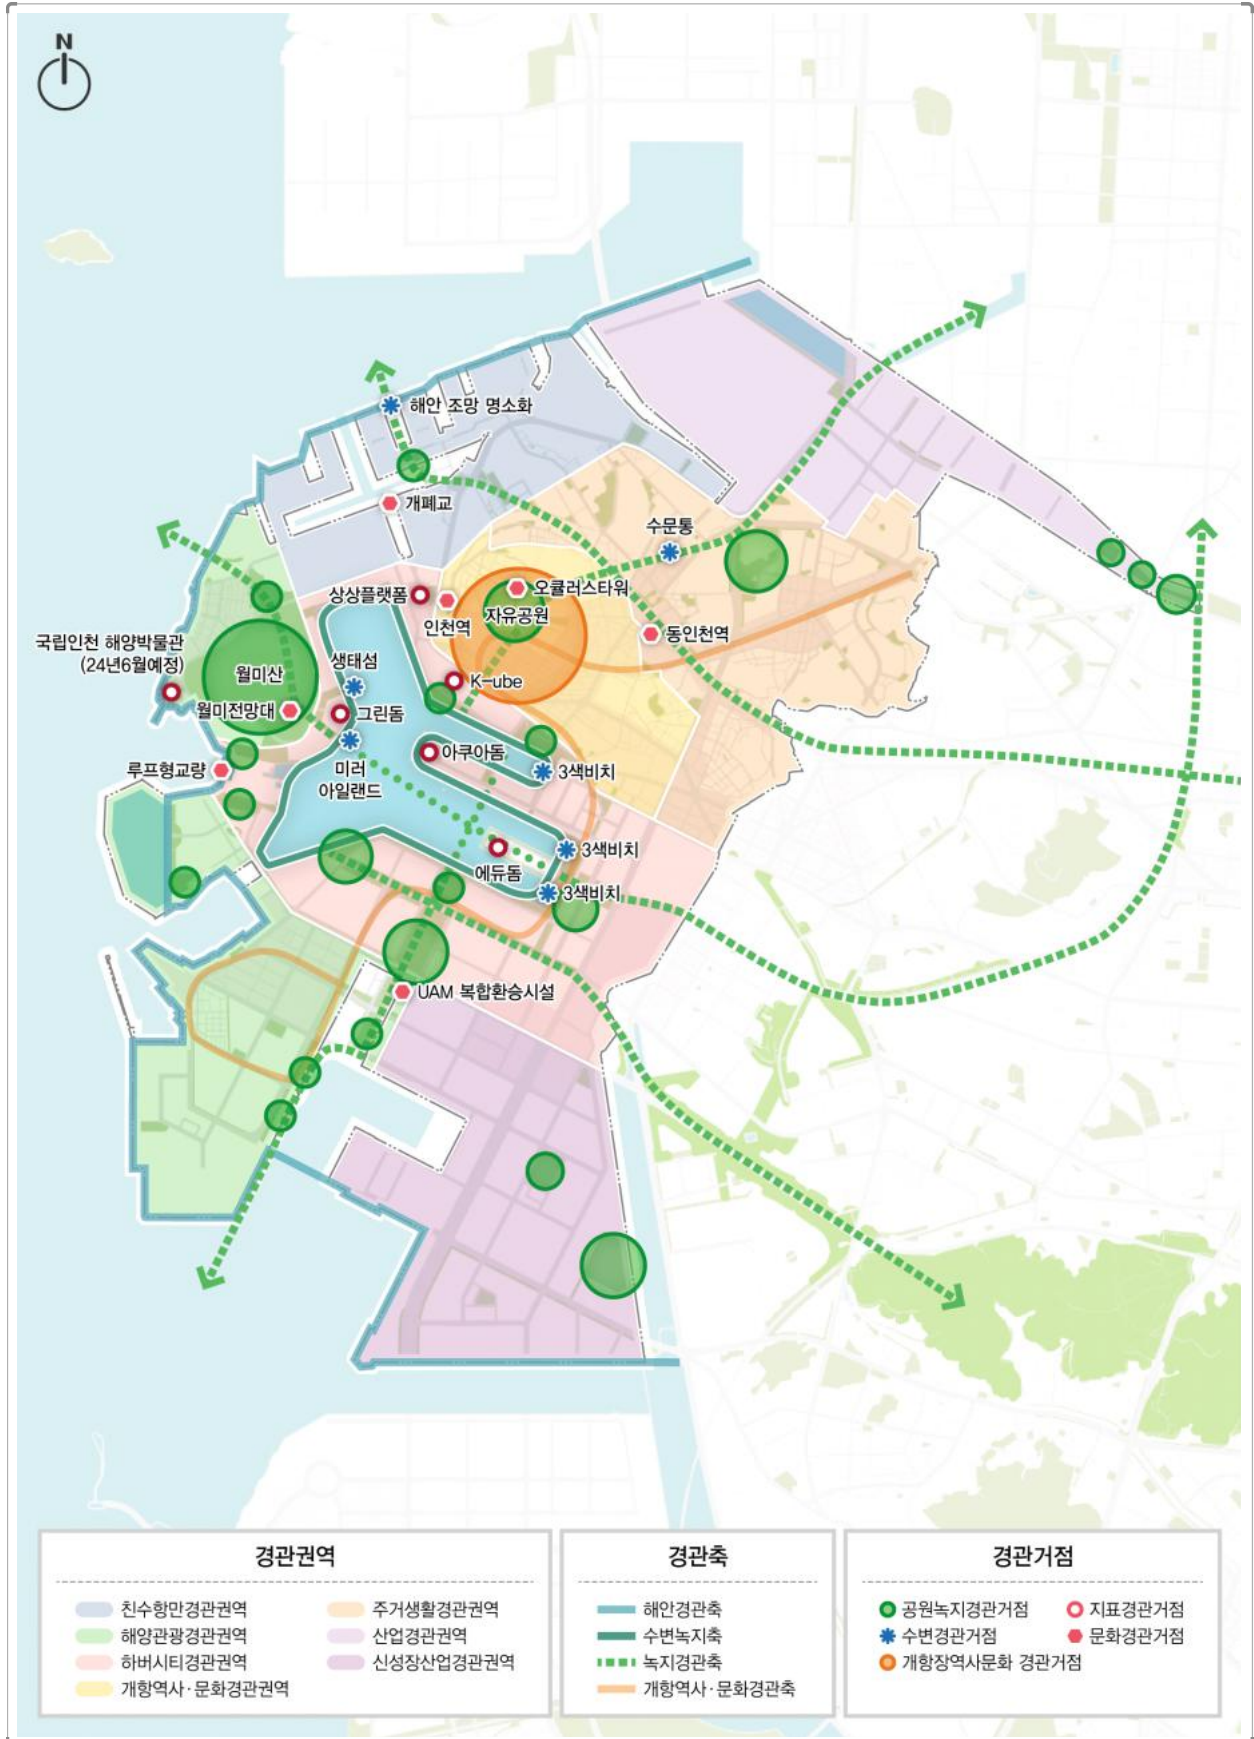 N
해안 조망 명소화
개폐교
수문통
상상플랫폼
오큘러스타워
인천역
자유공원
동인천역
국립인천 해양박물관
(24년6월예정)
생태섬
월미산
K-ube
월미전망대
그린돔
아쿠아돔
루프형교량
미러
아일랜드
3색비치
3색비치
에듀돔
3색비치
UAM 복합환승시설
경관권역
친수항만경관권역
해양관광경관권역
하버시티경관권역
개항역사·문화경관권역
주거생활경관권역
산업경관권역
신성장산업경관권역
경관축
해안경관축
수변녹지축
녹지경관축
개항역사·문화경관축
경관거점
공원녹지경관거점
지표경관거점
수변경관거점
문화경관거점
개항장역사문화 경관거점